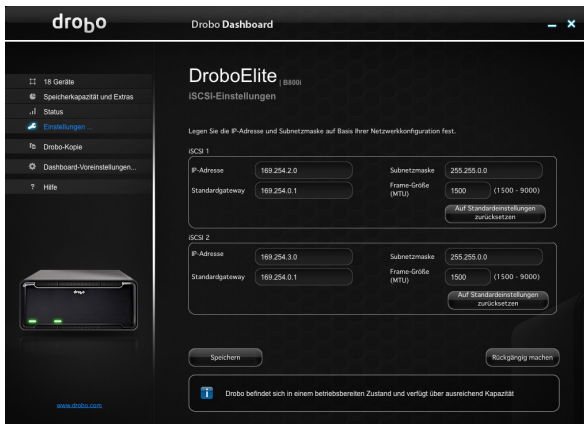 drobo
Drobo Dashboard
18 Geräte
Speicherkapazität und Extras
Status
Einstellungen ...
Drobo-Kopie
Dashboard-Voreinstellungen...
? Hilfe
drobo
www.drobo.com
DroboElite | B800i
iSCSI-Einstellungen
Legen Sie die IP-Adresse und Subnetzmaske auf Basis Ihrer Netzwerkkonfiguration fest.
iSCSI 1
IP-Adresse 169.254.2.0 Subnetzmaske 255.255.0.0
Standardgateway 169.254.0.1 Frame-Größe (MTU) 1500 (1500 - 9000)
Auf Standardeinstellungen
zurücksetzen
iSCSI 2
IP-Adresse 169.254.3.0 Subnetzmaske 255.255.0.0
Standardgateway 169.254.0.1 Frame-Größe (MTU) 1500 (1500 - 9000)
Auf Standardeinstellungen
zurücksetzen
Speichern
Rückgängig machen
Drobo befindet sich in einem betriebsbereiten Zustand und verfügt über ausreichend Kapazität